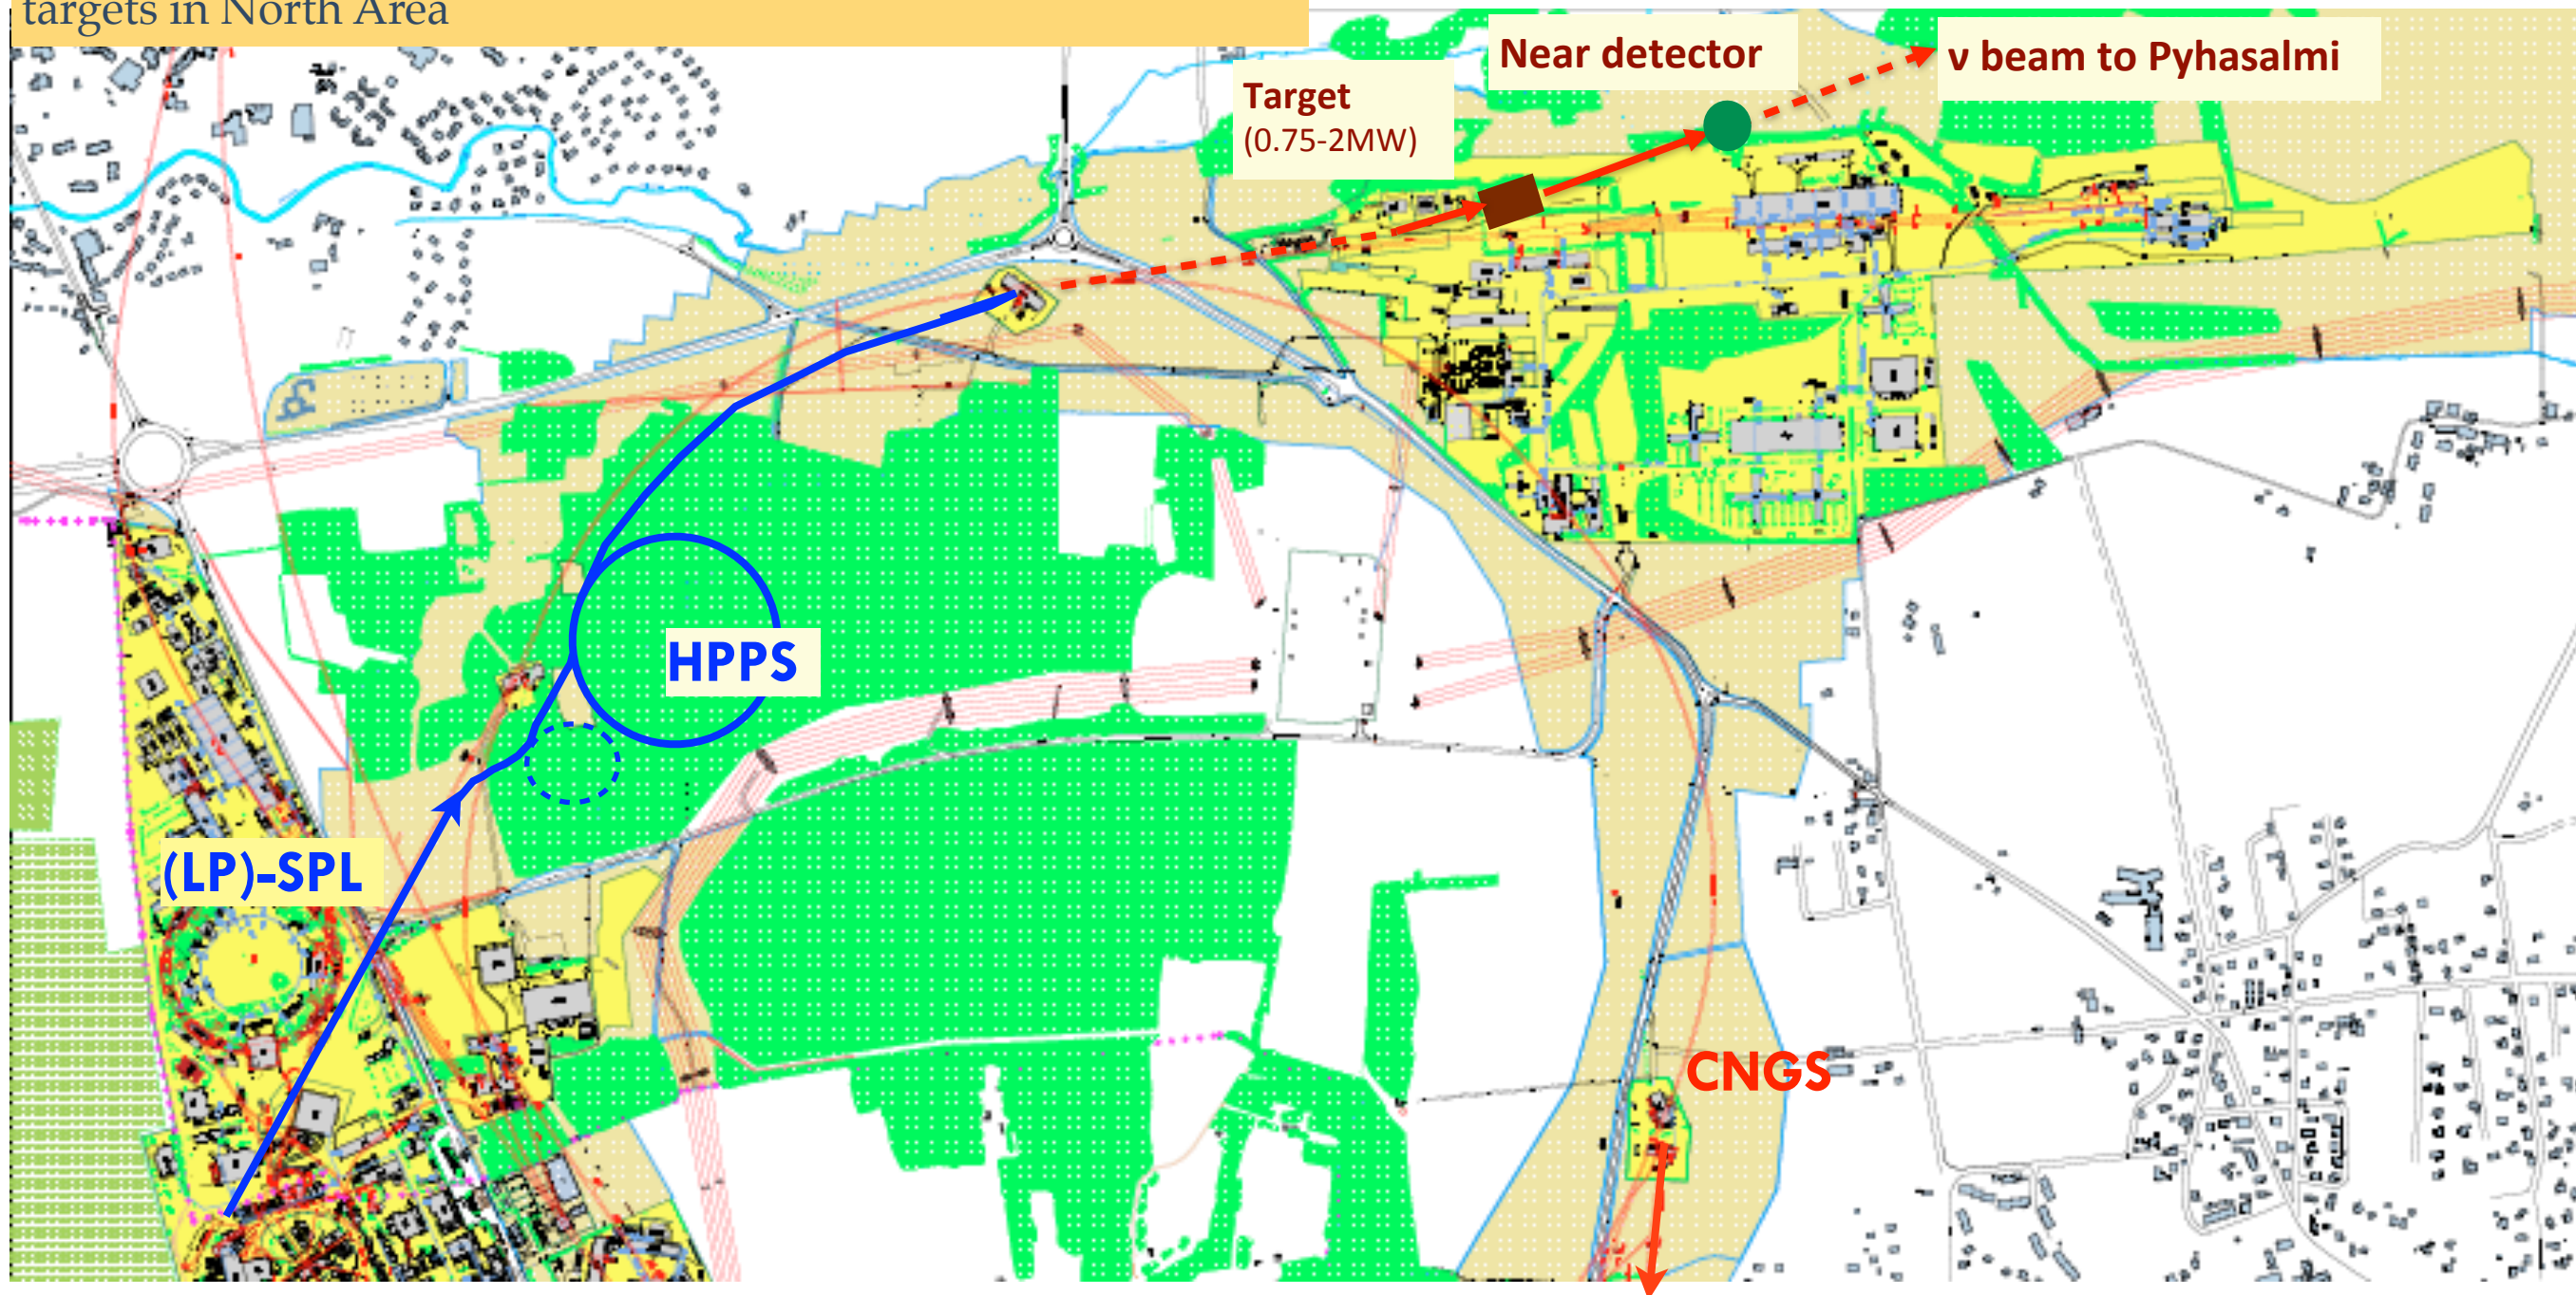 targets in North Area
Near detector
ν beam to Pyhasalmi
Target
(0.75-2MW)
HPPS
(LP)-SPL
CNGS